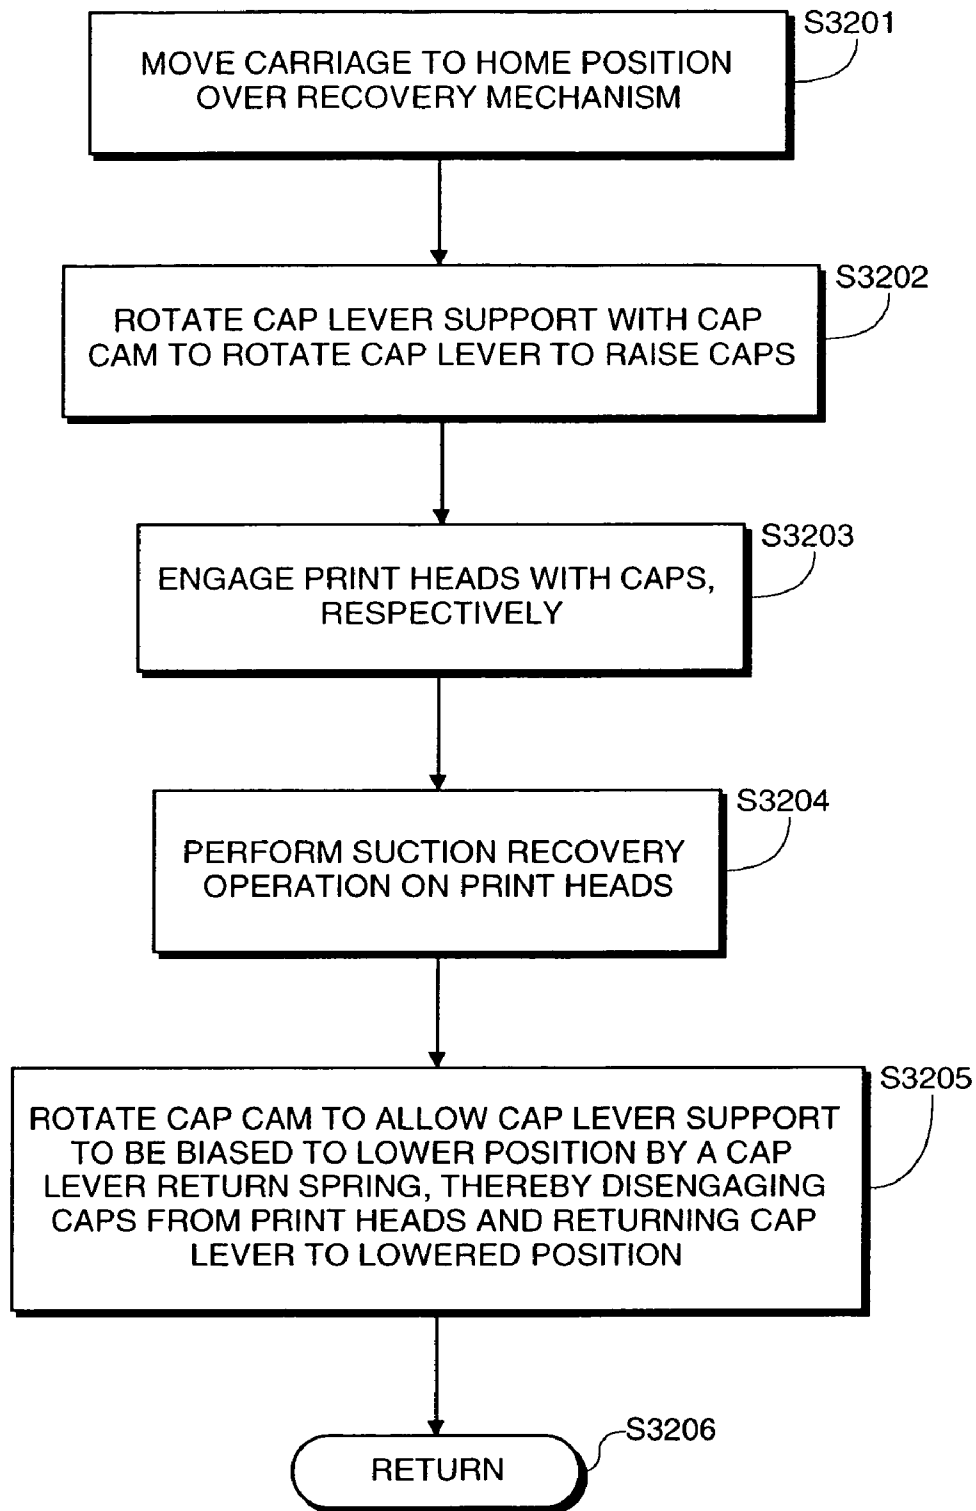 S3201
MOVE CARRIAGE TO HOME POSITION
OVER RECOVERY MECHANISM
S3202
ROTATE CAP LEVER SUPPORT WITH CAP
CAM TO ROTATE CAP LEVER TO RAISE CAPS
S3203
ENGAGE PRINT HEADS WITH CAPS,
RESPECTIVELY
S3204
PERFORM SUCTION RECOVERY
OPERATION ON PRINT HEADS
S3205
ROTATE CAP CAM TO ALLOW CAP LEVER SUPPORT
TO BE BIASED TO LOWER POSITION BY A CAP
LEVER RETURN SPRING, THEREBY DISENGAGING
CAPS FROM PRINT HEADS AND RETURNING CAP
LEVER TO LOWERED POSITION
S3206
RETURN